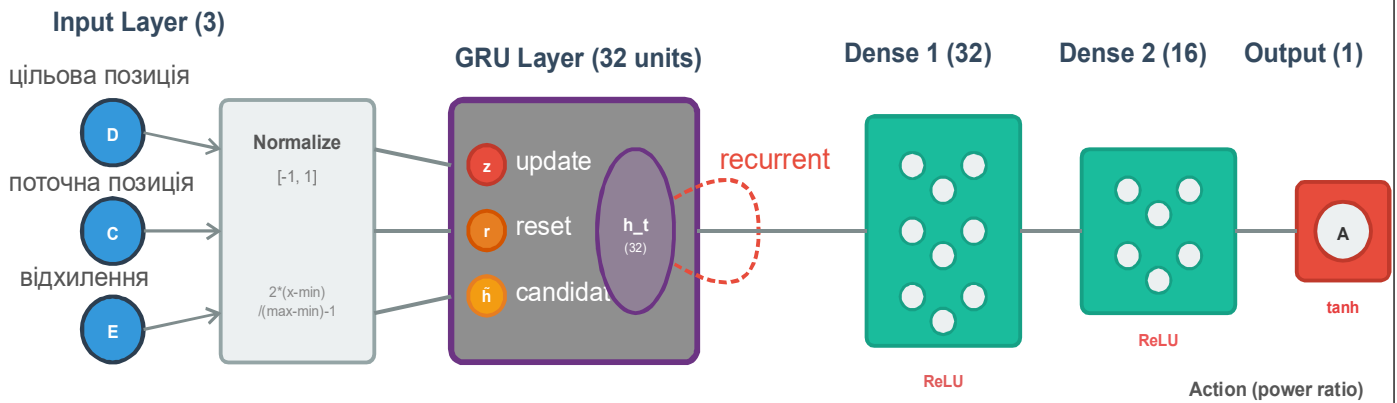 Input Layer (3)
GRU Layer (32 units)
Dense 1 (32)
Dense 2 (16)
Output (1)
цільова позиція
D
поточна позиція
C
відхилення
E
Normalize
[-1, 1]
2*(x-min)
/(max-min)-1
z update
r reset
h̃ candidat
h_t
(32)
recurrent
ReLU
ReLU
A
tanh
Action (power ratio)